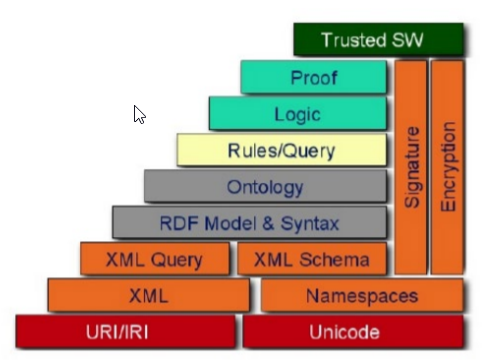 Trusted SW
Proof
Logic
Rules/Query
Ontology
RDF Model & Syntax
XML Query
XML Schema
Signature
Encryption
XML
Namespaces
URI/IRI
Unicode